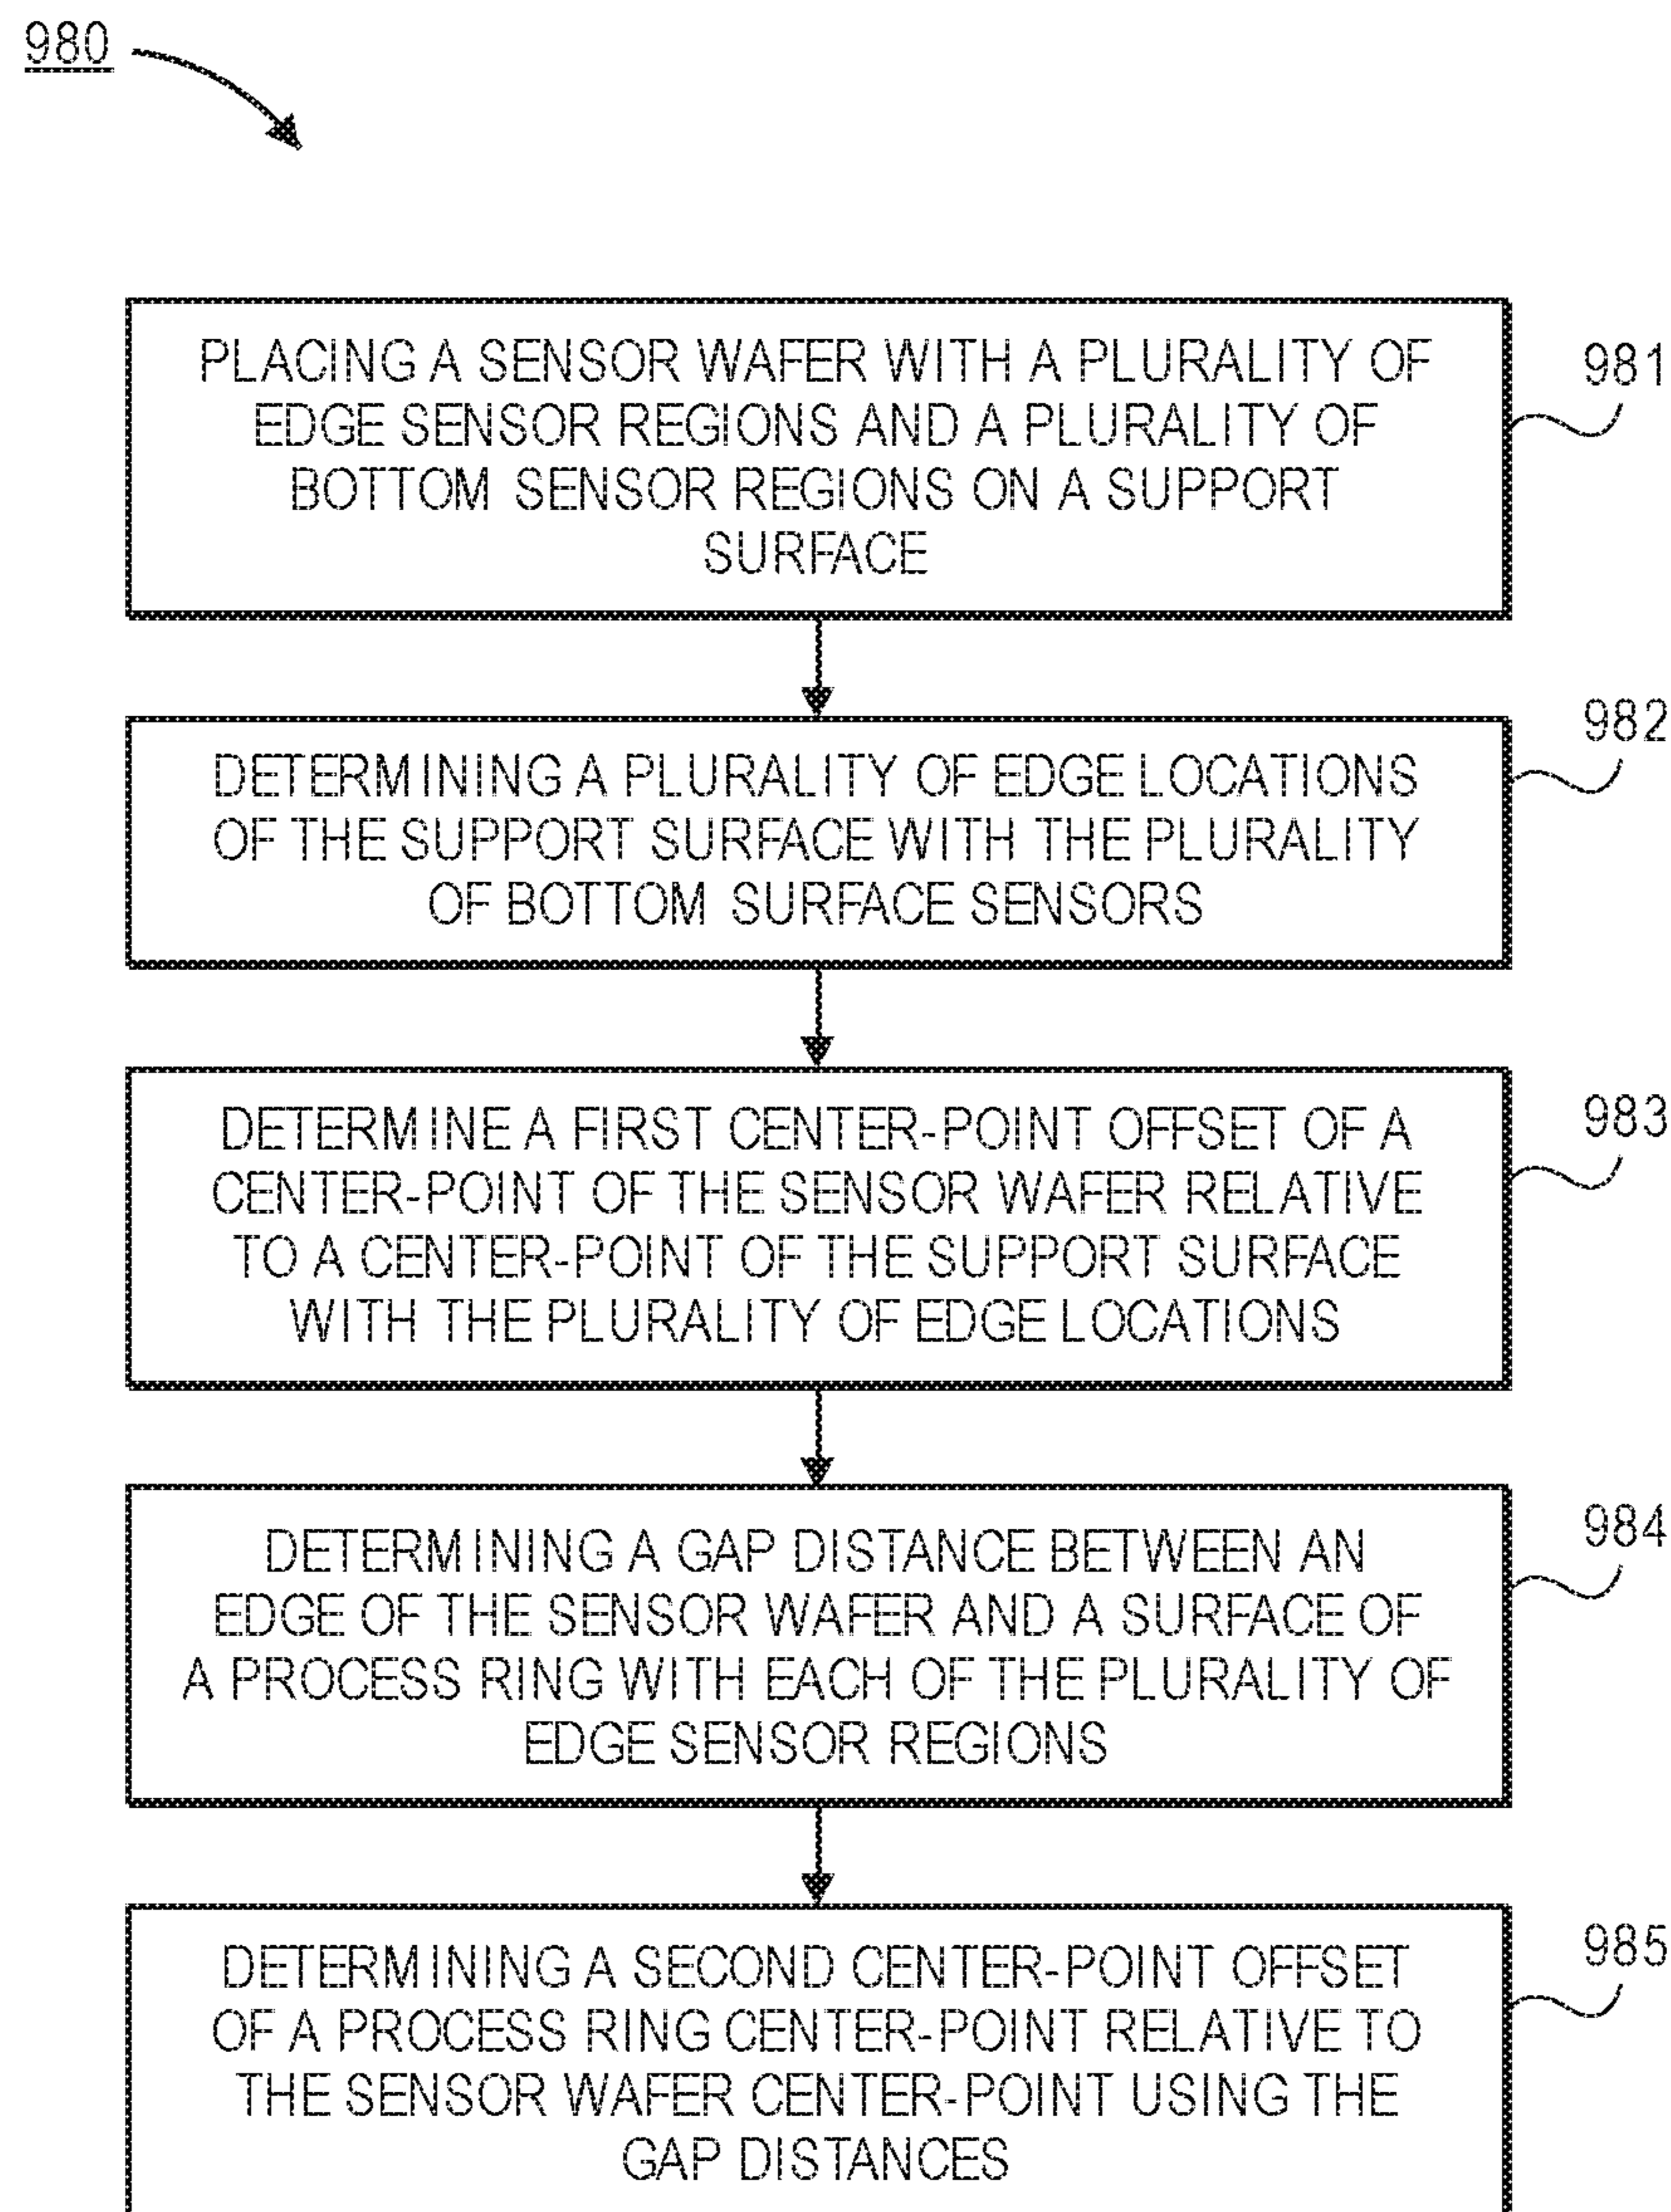 980
PLACING A SENSOR WAFER WITH A PLURALITY OF
EDGE SENSOR REGIONS AND A PLURALITY OF
BOTTOM SENSOR REGIONS ON A SUPPORT
SURFACE
981
DETERMINING A PLURALITY OF EDGE LOCATIONS
OF THE SUPPORT SURFACE WITH THE PLURALITY
OF BOTTOM SURFACE SENSORS
982
DETERMINE A FIRST CENTER-POINT OFFSET OF A
CENTER-POINT OF THE SENSOR WAFER RELATIVE
TO A CENTER-POINT OF THE SUPPORT SURFACE
WITH THE PLURALITY OF EDGE LOCATIONS
983
DETERMINING A GAP DISTANCE BETWEEN AN
EDGE OF THE SENSOR WAFER AND A SURFACE OF
A PROCESS RING WITH EACH OF THE PLURALITY OF
EDGE SENSOR REGIONS
984
DETERMINING A SECOND CENTER-POINT OFFSET
OF A PROCESS RING CENTER-POINT RELATIVE TO
THE SENSOR WAFER CENTER-POINT USING THE
GAP DISTANCES
985